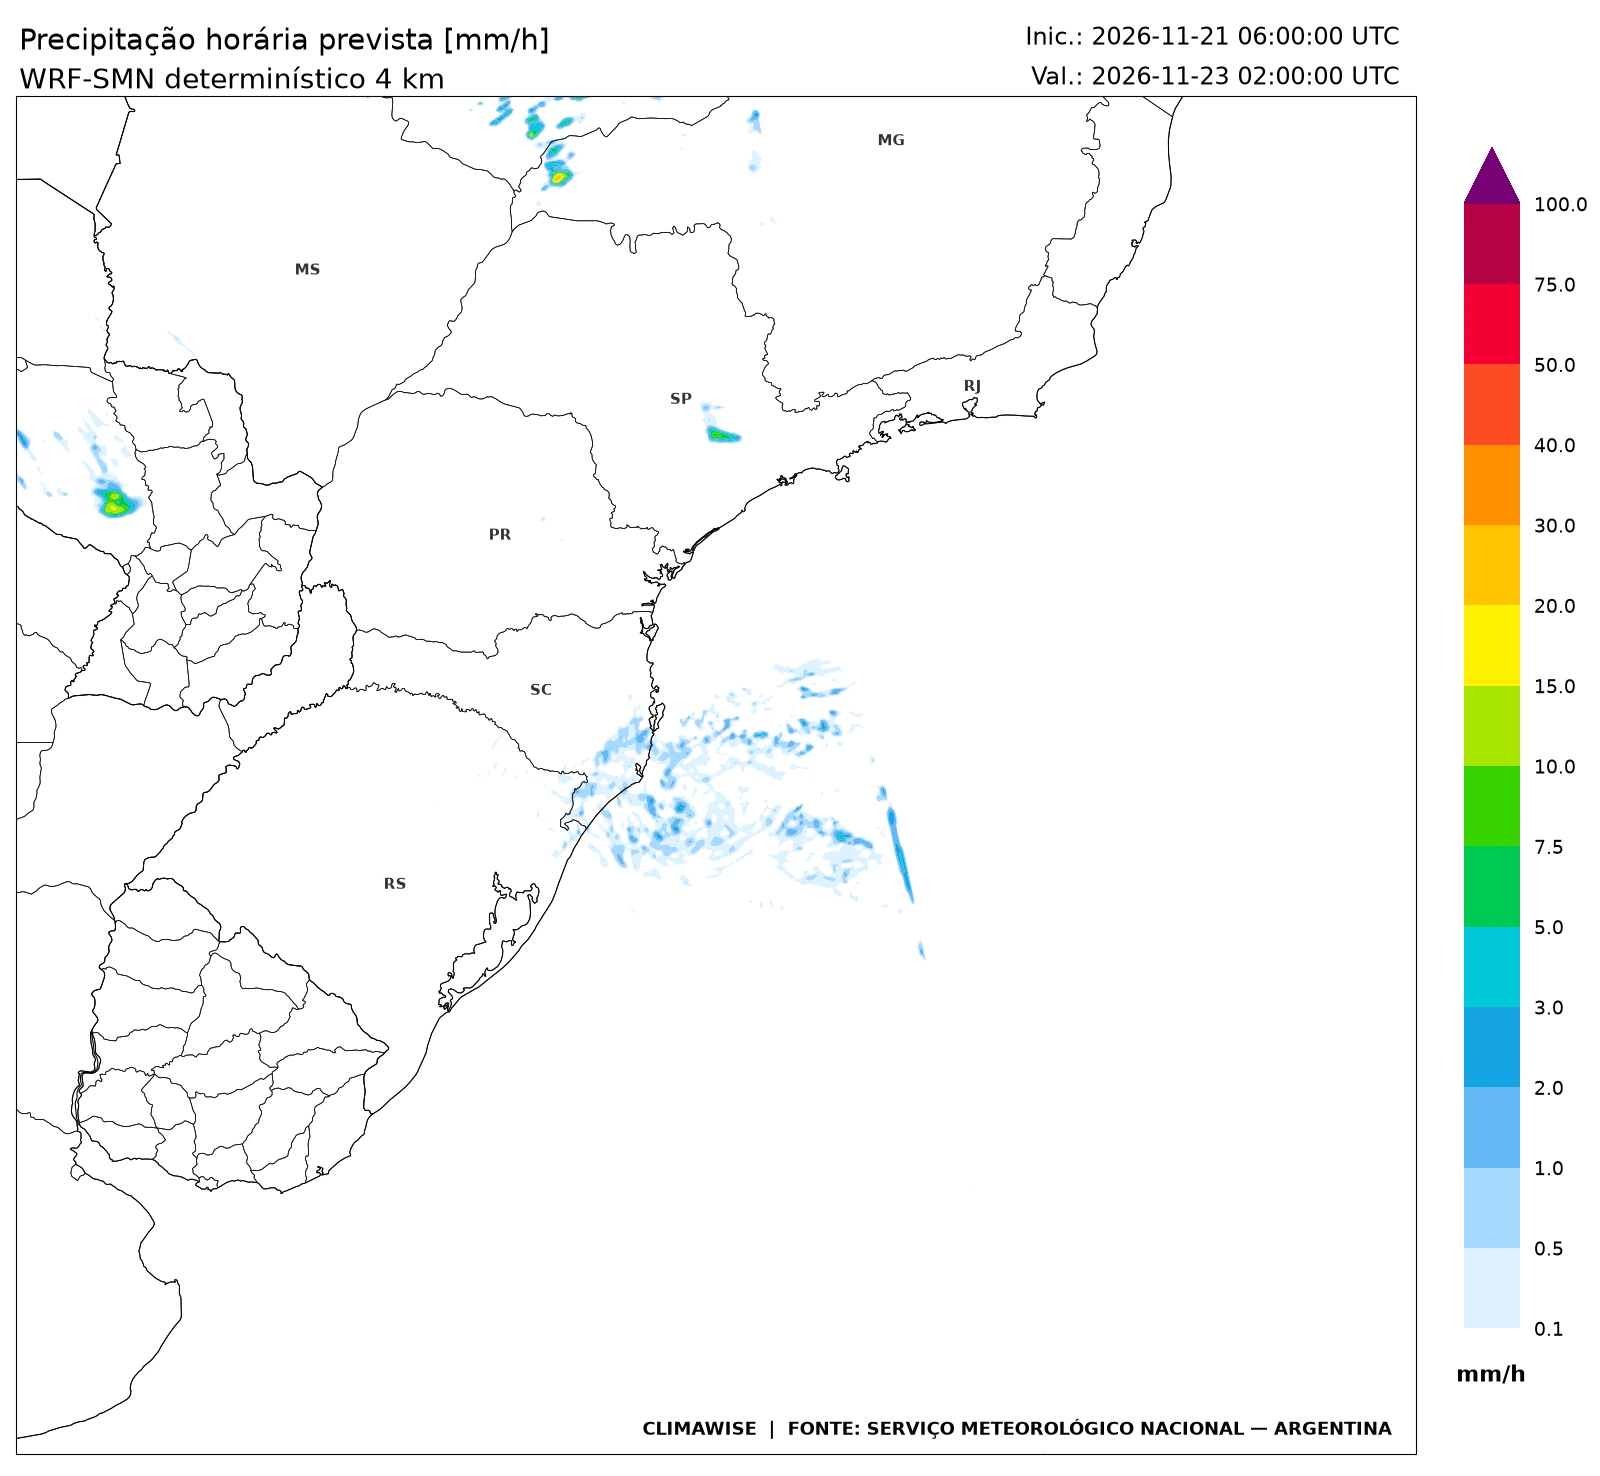 Precipitação horária prevista [mm/h]
WRF-SMN determinístico 4 km
Inic.: 2026-11-21 06:00:00 UTC
Val.: 2026-11-23 02:00:00 UTC
MG
MS
RJ
SP
PR
SC
RS
100.0
75.0
50.0
40.0
30.0
20.0
15.0
10.0
7.5
5.0
3.0
2.0
1.0
0.5
0.1
mm/h
CLIMAWISE | FONTE: SERVIÇO METEOROLÓGICO NACIONAL — ARGENTINA